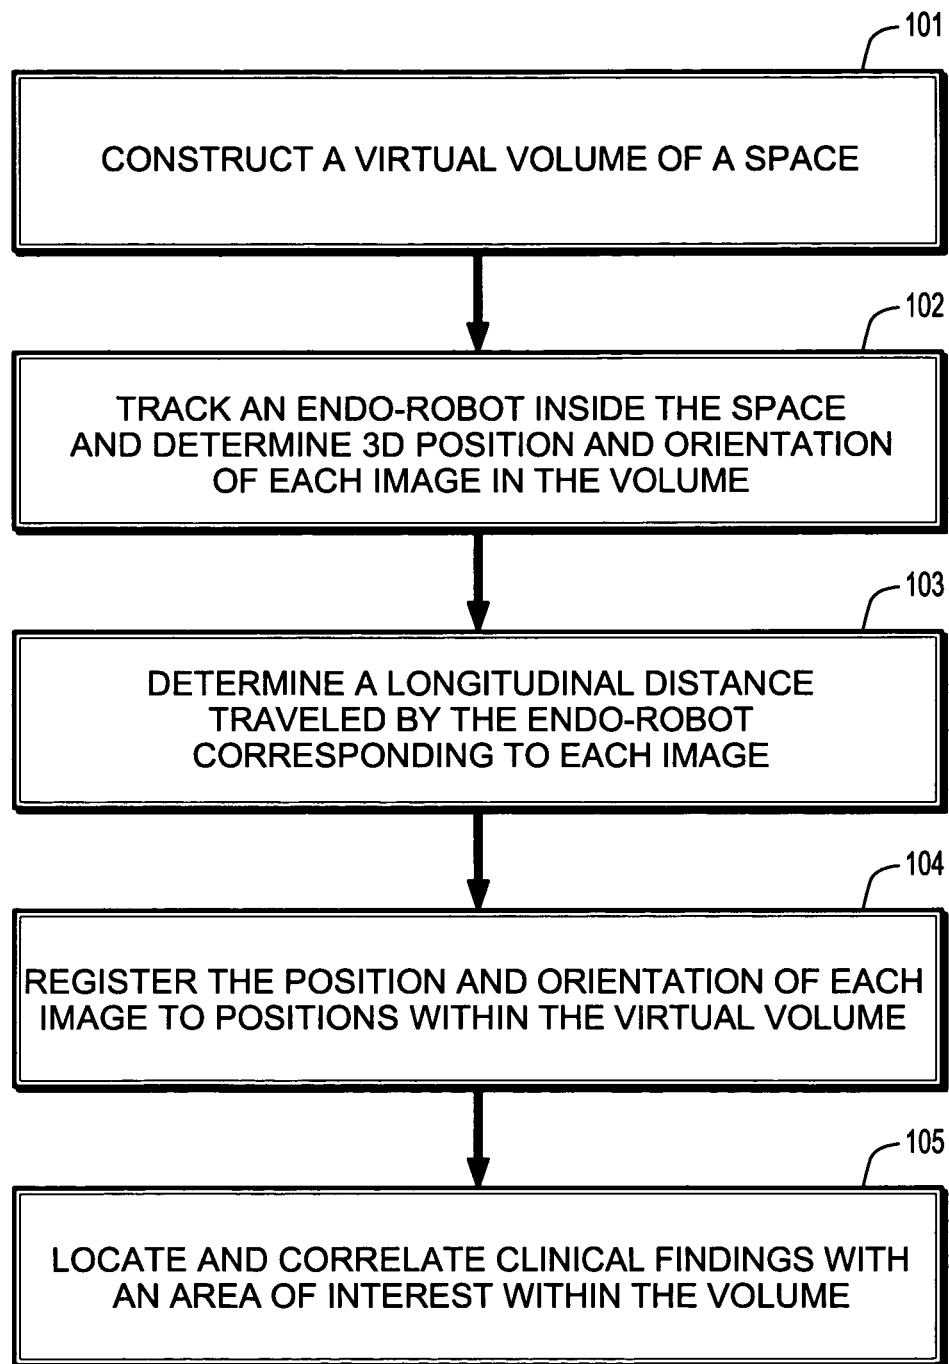 101
CONSTRUCT A VIRTUAL VOLUME OF A SPACE
102
TRACK AN ENDO-ROBOT INSIDE THE SPACE
AND DETERMINE 3D POSITION AND ORIENTATION
OF EACH IMAGE IN THE VOLUME
103
DETERMINE A LONGITUDINAL DISTANCE
TRAVELED BY THE ENDO-ROBOT
CORRESPONDING TO EACH IMAGE
104
REGISTER THE POSITION AND ORIENTATION OF EACH
IMAGE TO POSITIONS WITHIN THE VIRTUAL VOLUME
105
LOCATE AND CORRELATE CLINICAL FINDINGS WITH
AN AREA OF INTEREST WITHIN THE VOLUME